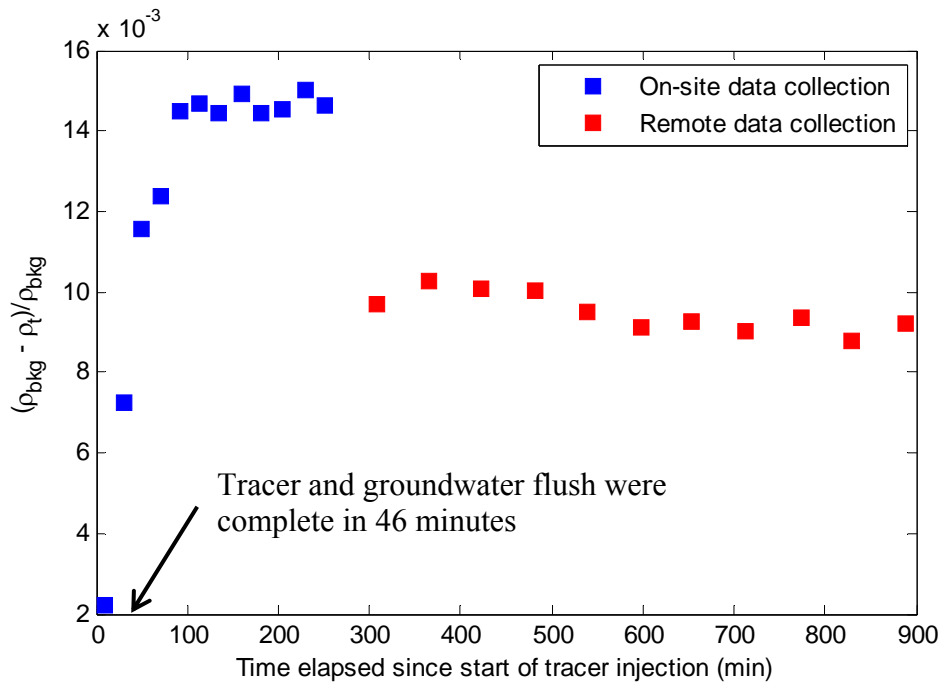 x 10⁻³
16
14
12
10
8
6
4
2
(ρbkg - ρt)/ρbkg
On-site data collection
Remote data collection
Tracer and groundwater flush were
complete in 46 minutes
0 100 200 300 400 500 600 700 800 900
Time elapsed since start of tracer injection (min)